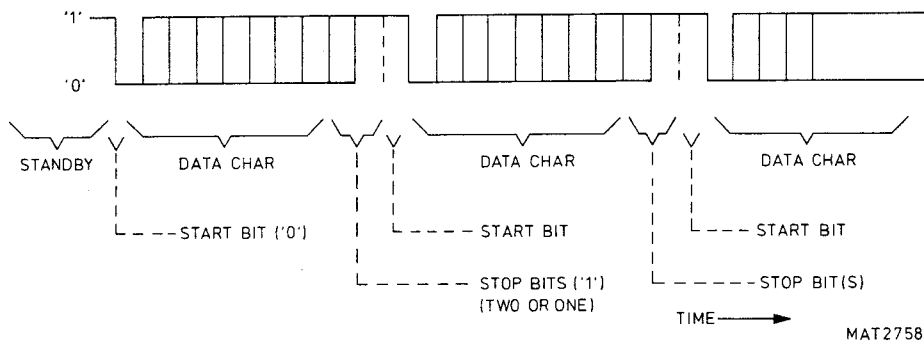 '1'
'0'
STANDBY
DATA CHAR
DATA CHAR
DATA CHAR
START BIT ('0')
START BIT
START BIT
STOP BITS ('1')
(TWO OR ONE)
STOP BIT(S)
TIME
MAT2758